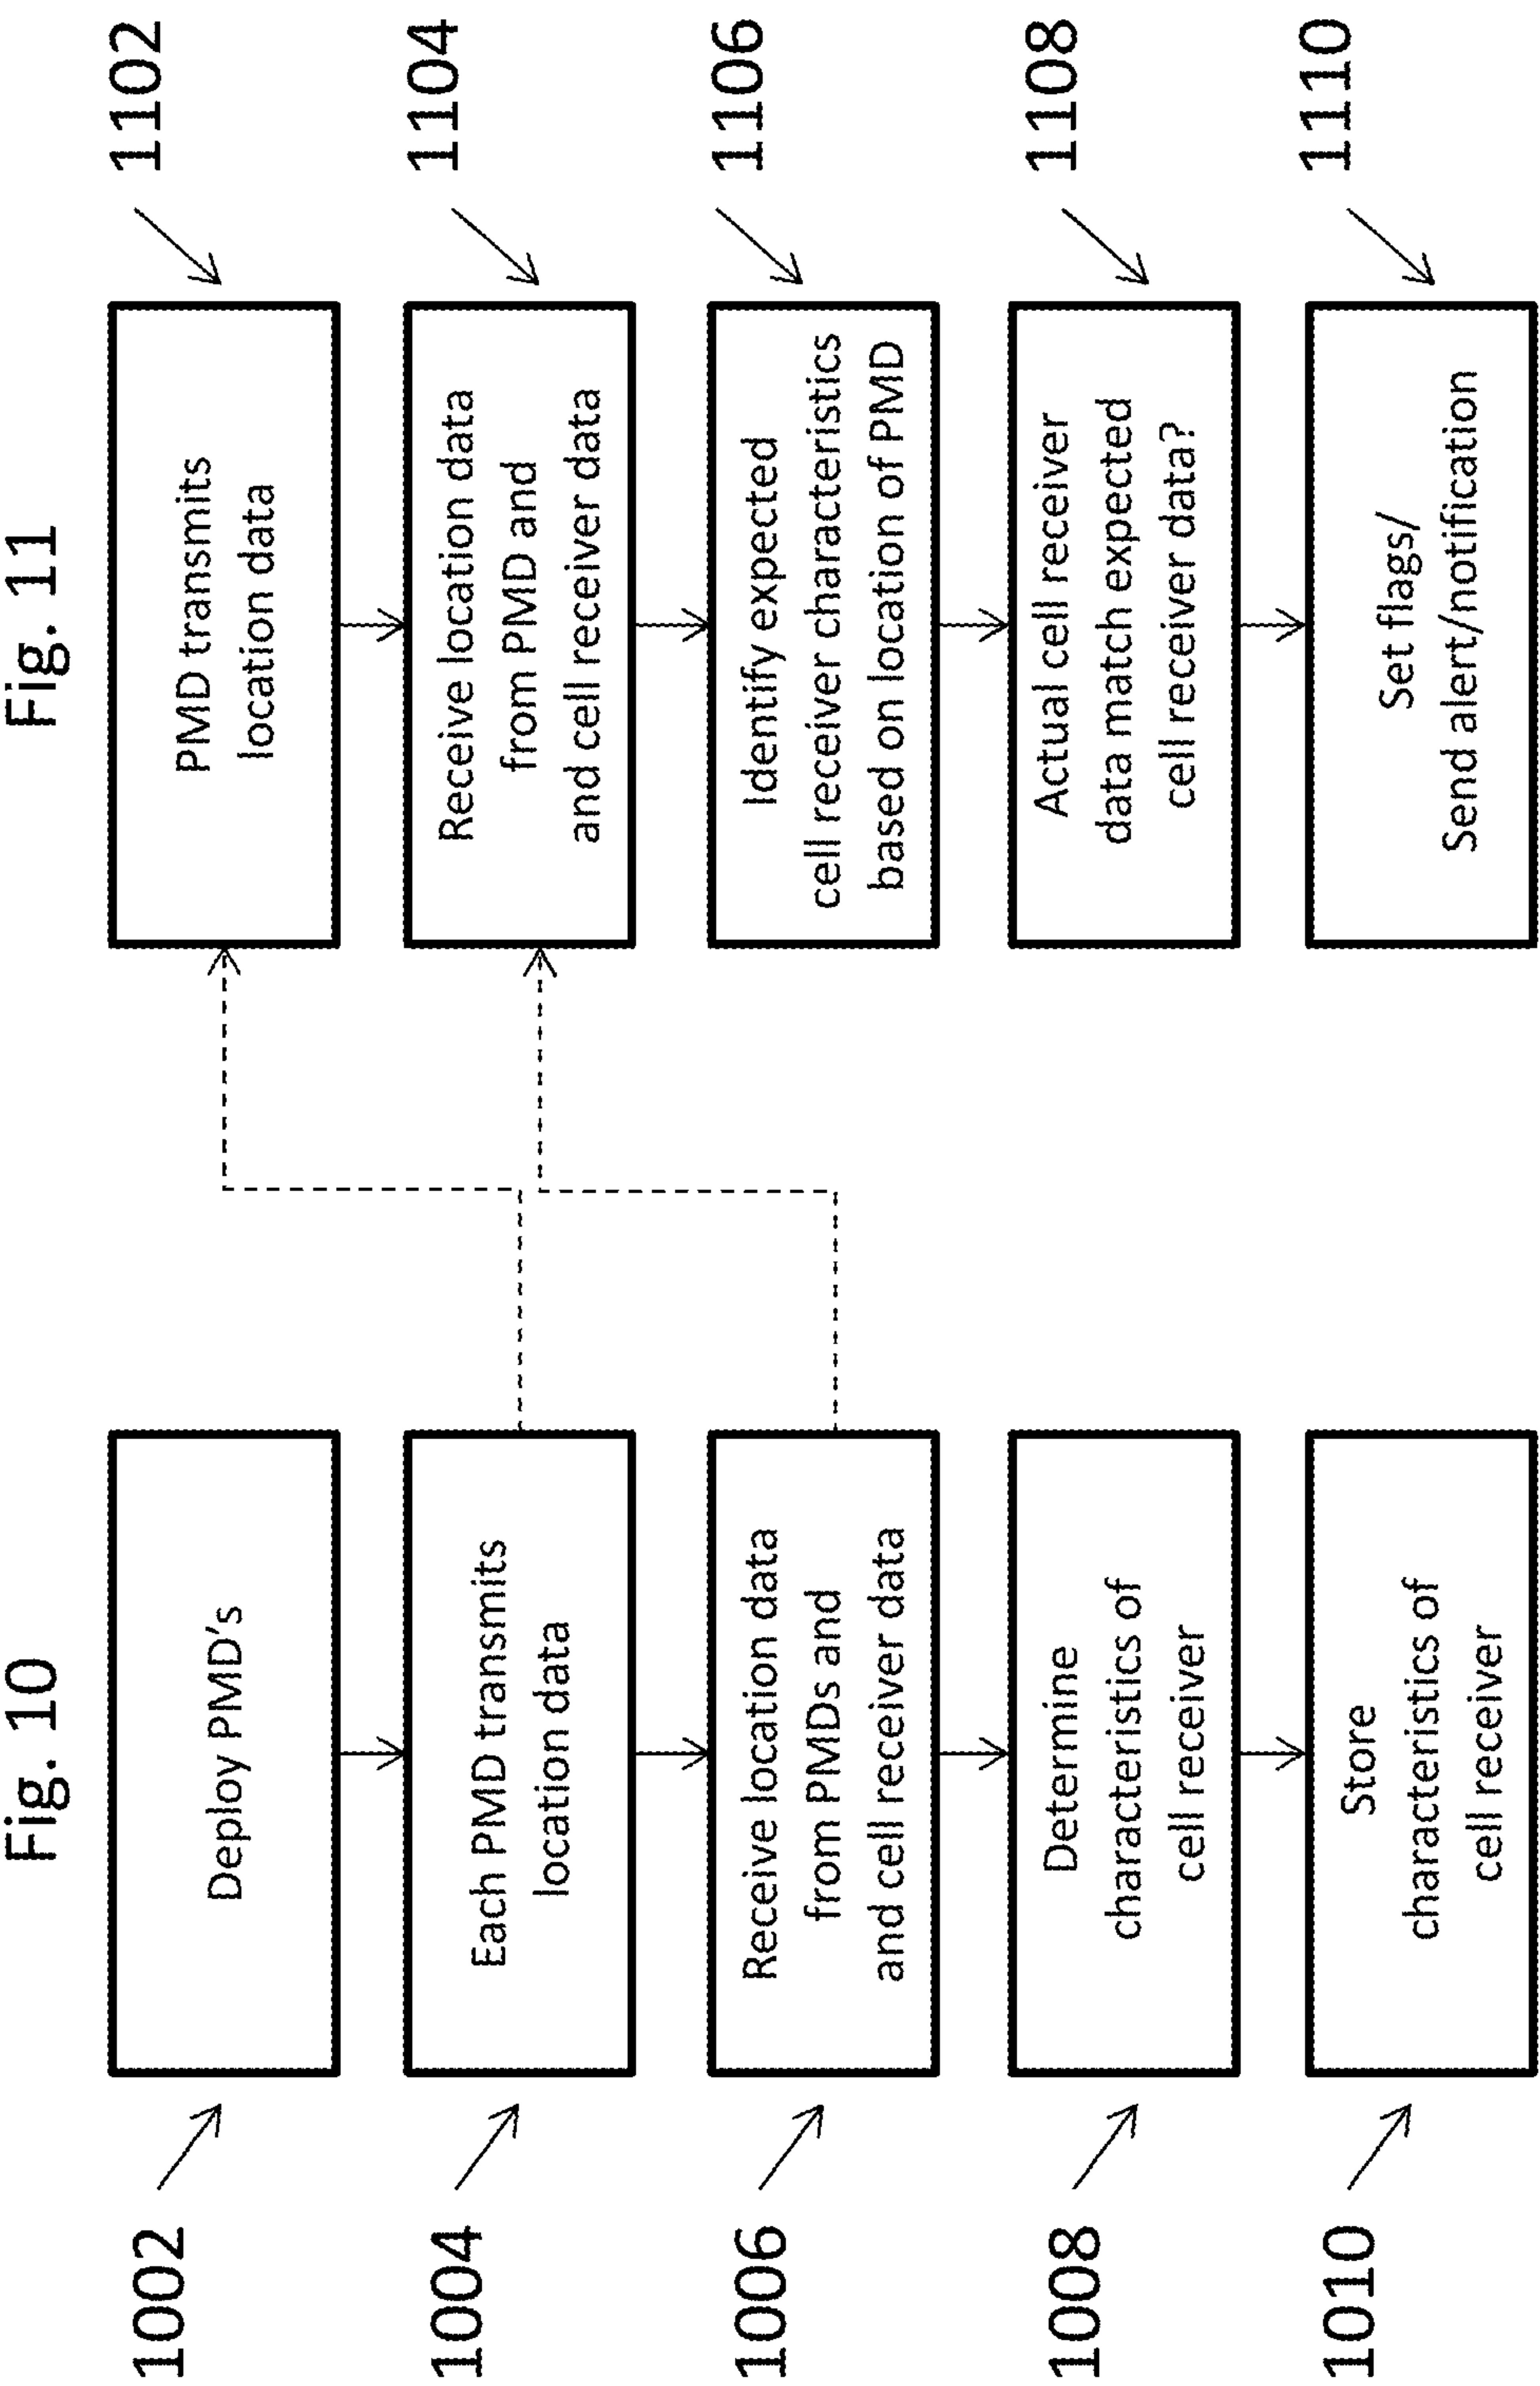 Fig. 10
1002
Deploy PMD's
1004
Each PMD transmits
location data
1006
Receive location data
from PMDs and
and cell receiver data
1008
Determine
characteristics of
cell receiver
1010
Store
characteristics of
cell receiver
Fig. 11
1102
PMD transmits
location data
1104
Receive location data
from PMD and
and cell receiver data
1106
Identify expected
cell receiver characteristics
based on location of PMD
1108
Actual cell receiver
data match expected
cell receiver data?
1110
Set flags/
Send alert/notification